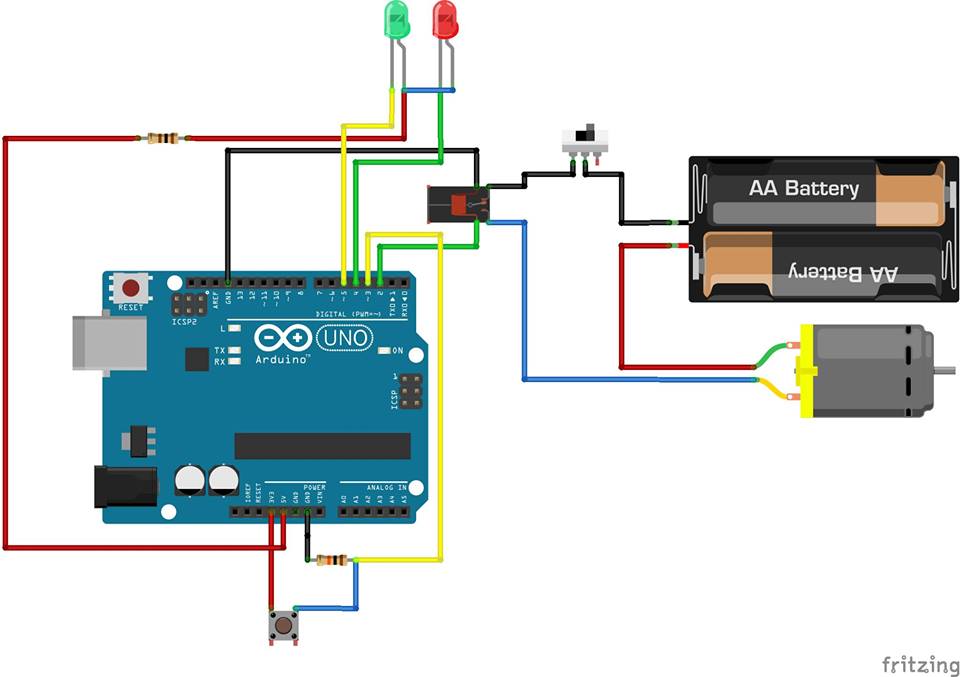 AA Battery
AA Battery
RESET
ICSP2
AREF
GND
13
12
~11
~10
~9
8
7
~6
~5
4
~3
2
TX0▶1
RX0◀0
DIGITAL (PWM=~)
L
TX
RX
UNO
Arduino™
ON
1
ICSP
POWER
ANALOG IN
IOREF
RESET
3V3
5V
GND
GND
VIN
A0
A1
A2
A3
A4
A5
fritzing